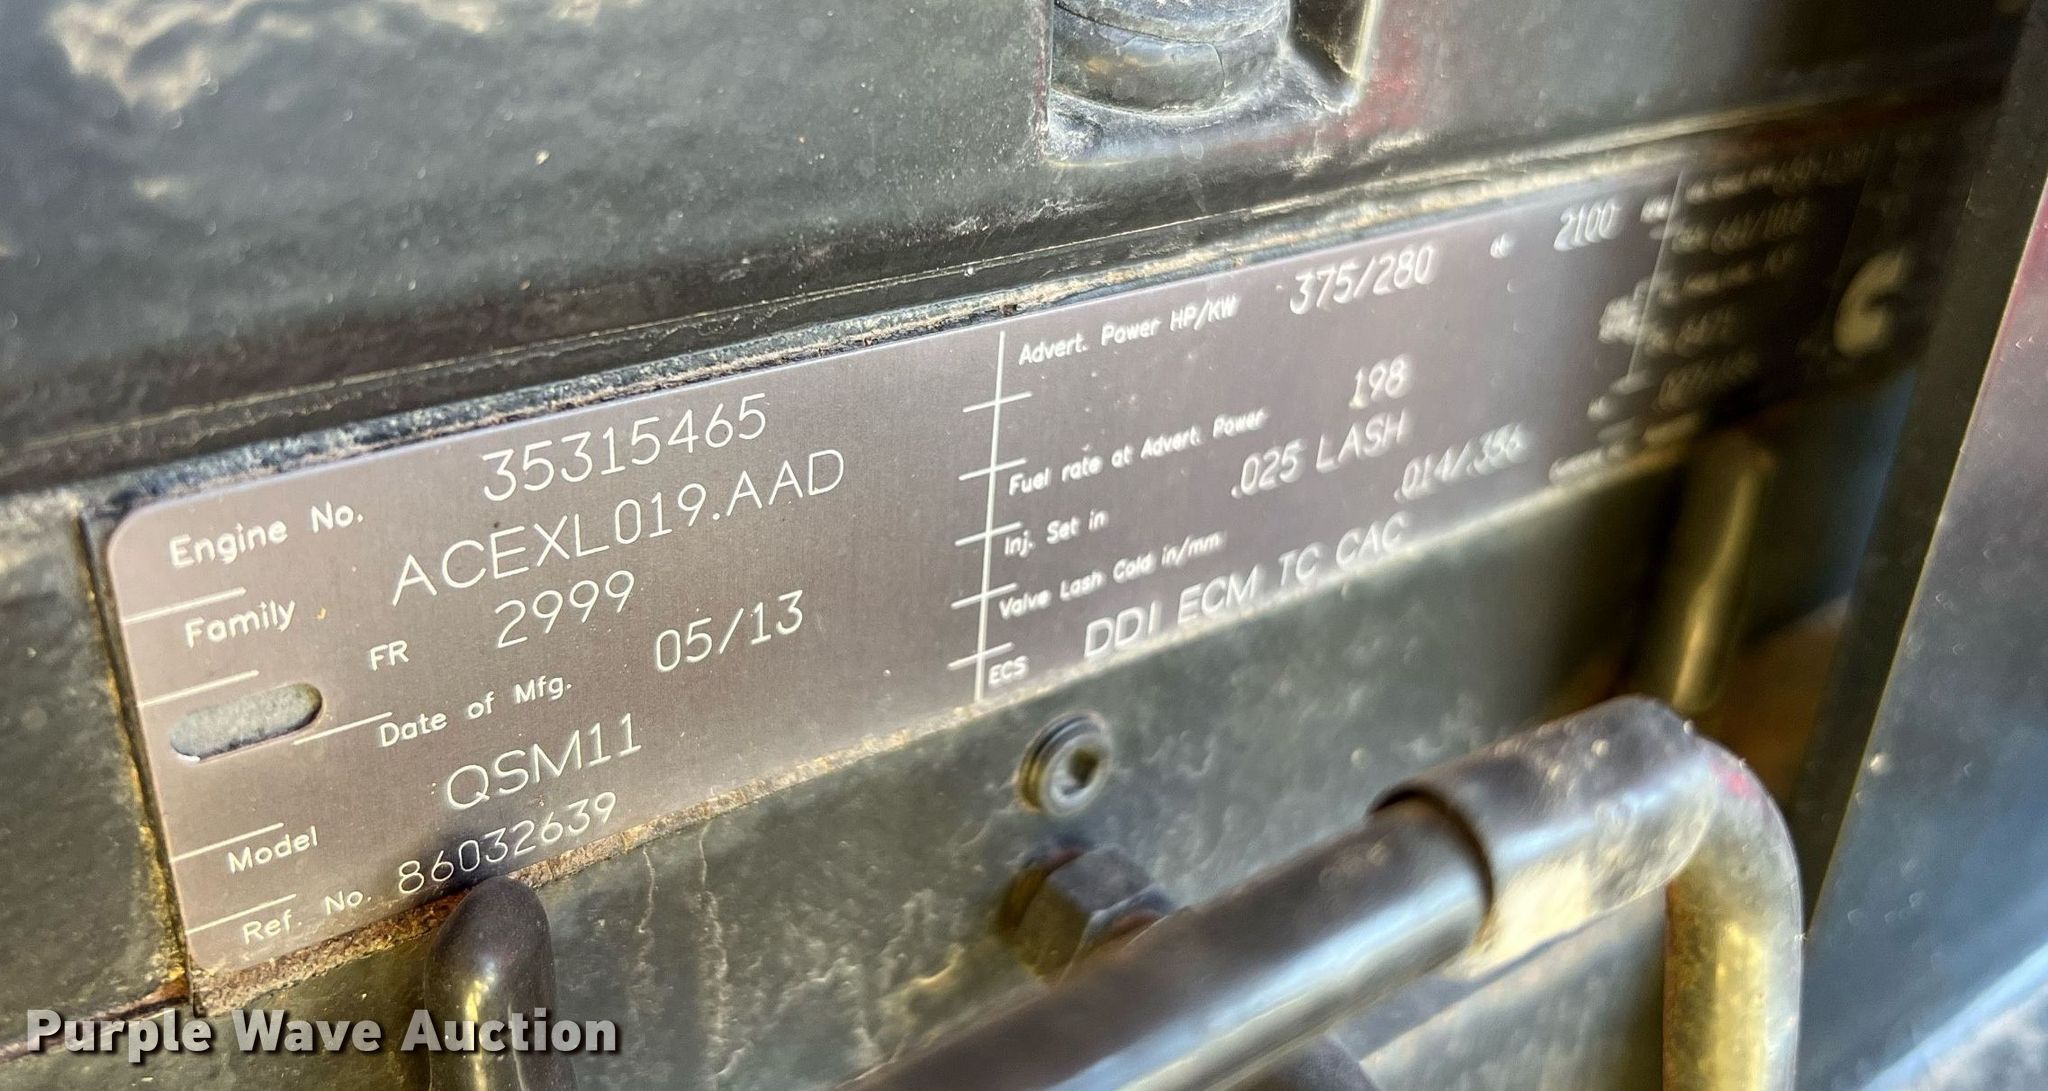 Engine No. 35315465
Family ACEXL019.AAD
FR 2999
Date of Mfg. 05/13
Model QSM11
Ref. No. 86032639
Advert. Power HP/KW 375/280 at 2100
Fuel rate at Advert. Power 198
Inj. Set in .025 LASH
Valve Lash Cold in/mm .014/.356
ECS DDI ECM TC CAC
Purple Wave Auction